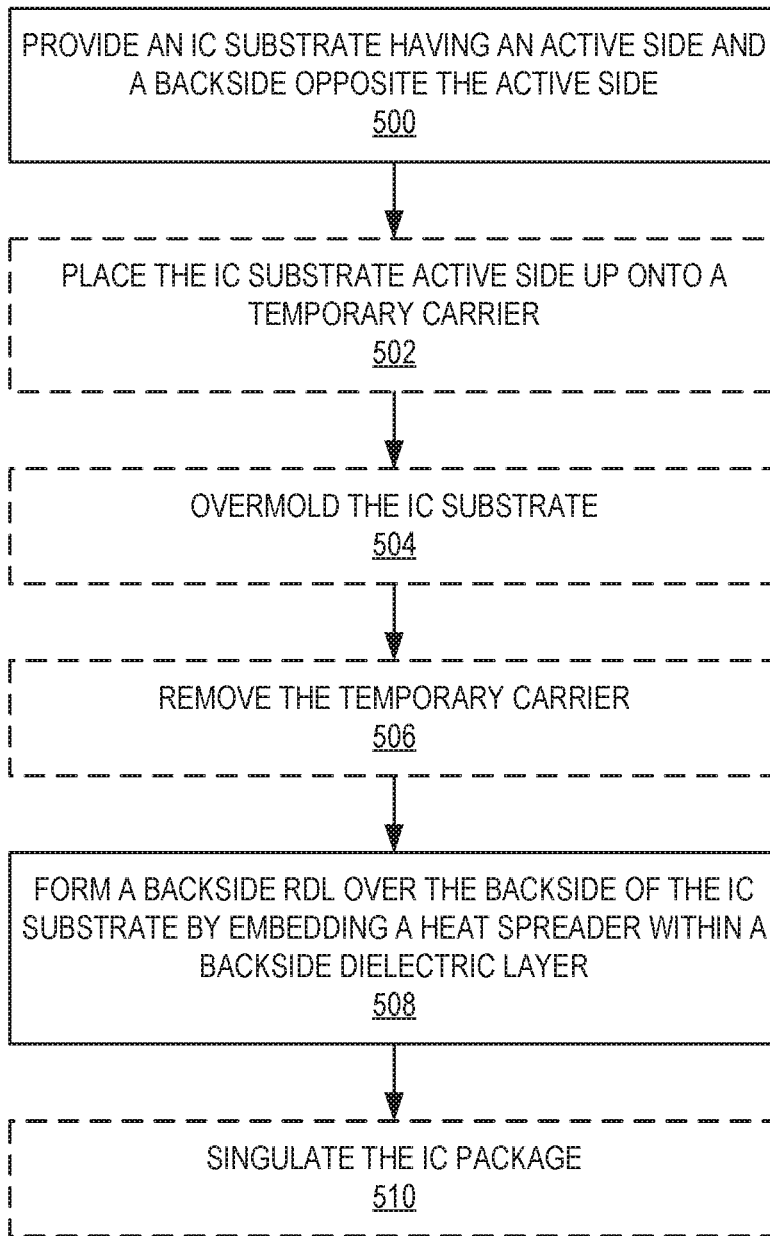 PROVIDE AN IC SUBSTRATE HAVING AN ACTIVE SIDE AND
A BACKSIDE OPPOSITE THE ACTIVE SIDE
500
PLACE THE IC SUBSTRATE ACTIVE SIDE UP ONTO A
TEMPORARY CARRIER
502
OVERMOLD THE IC SUBSTRATE
504
REMOVE THE TEMPORARY CARRIER
506
FORM A BACKSIDE RDL OVER THE BACKSIDE OF THE IC
SUBSTRATE BY EMBEDDING A HEAT SPREADER WITHIN A
BACKSIDE DIELECTRIC LAYER
508
SINGULATE THE IC PACKAGE
510